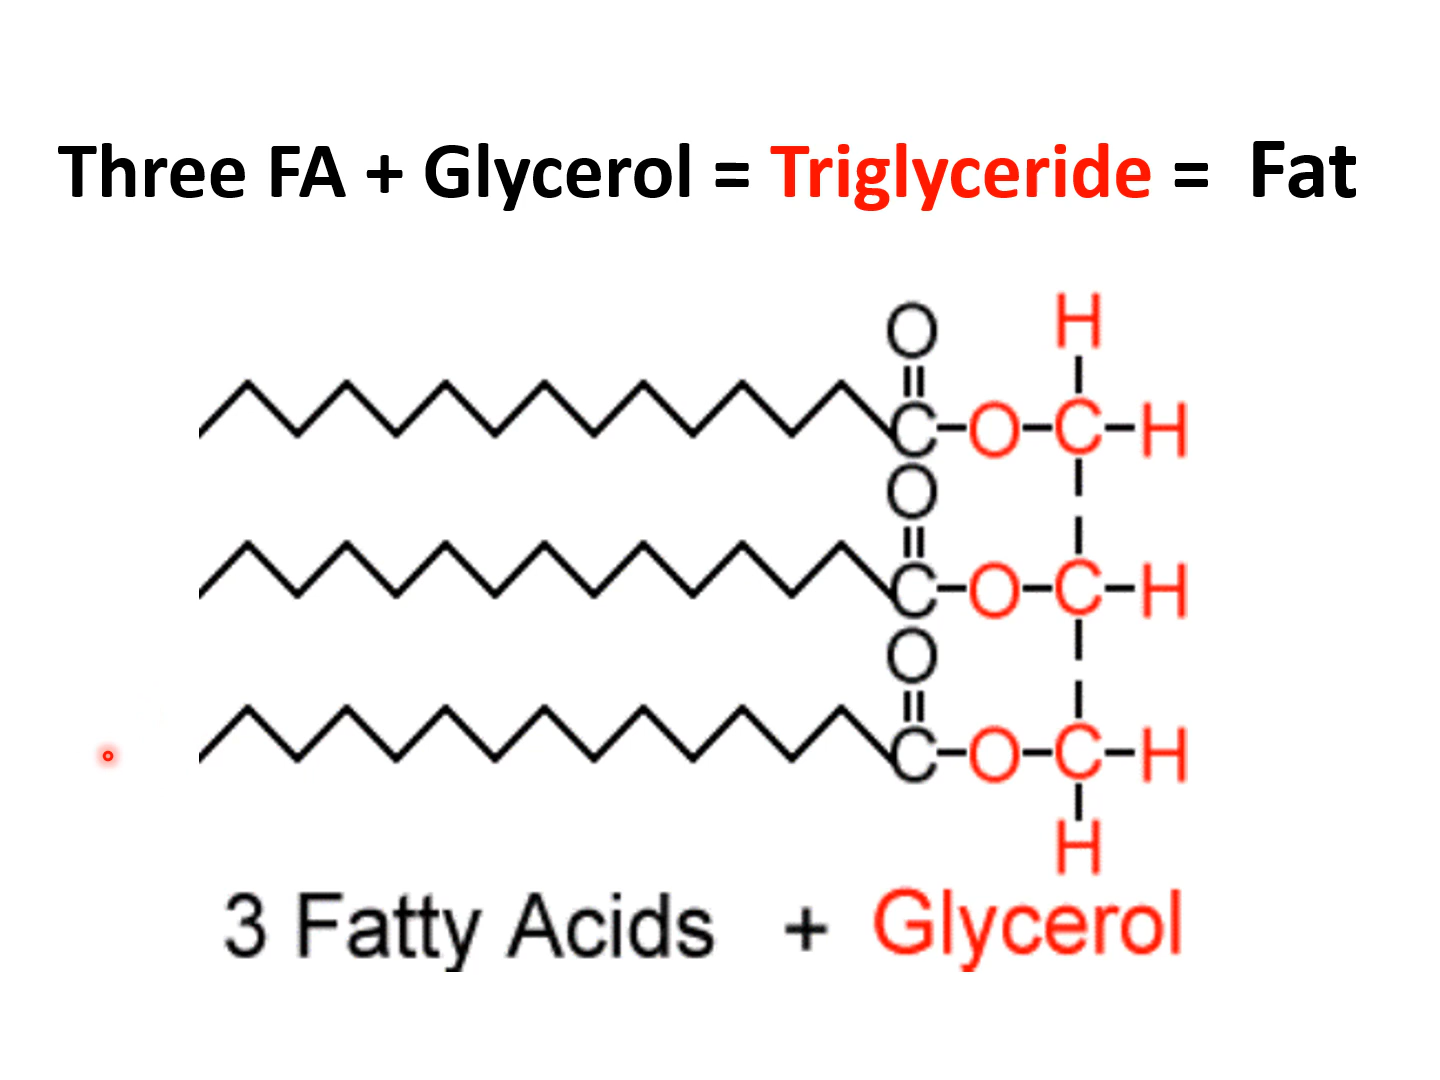 Three FA + Glycerol = Triglyceride = Fat
H
O
C-O-C-H
O
C-O-C-H
O
C-O-C-H
H
3 Fatty Acids + Glycerol